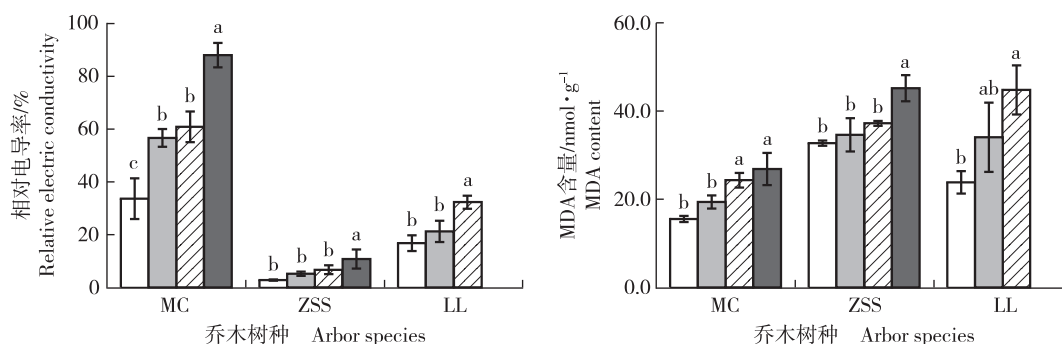 相对电导率/%
Relative electric conductivity
100
80
60
40
20
0
c
b
b
a
b
b
b
a
b
b
a
MC
ZSS
LL
乔木树种 Arbor species
MDA含量/nmol·g⁻¹
MDA content
60.0
40.0
20.0
0.0
b
b
a
a
b
b
b
a
b
ab
a
MC
ZSS
LL
乔木树种 Arbor species